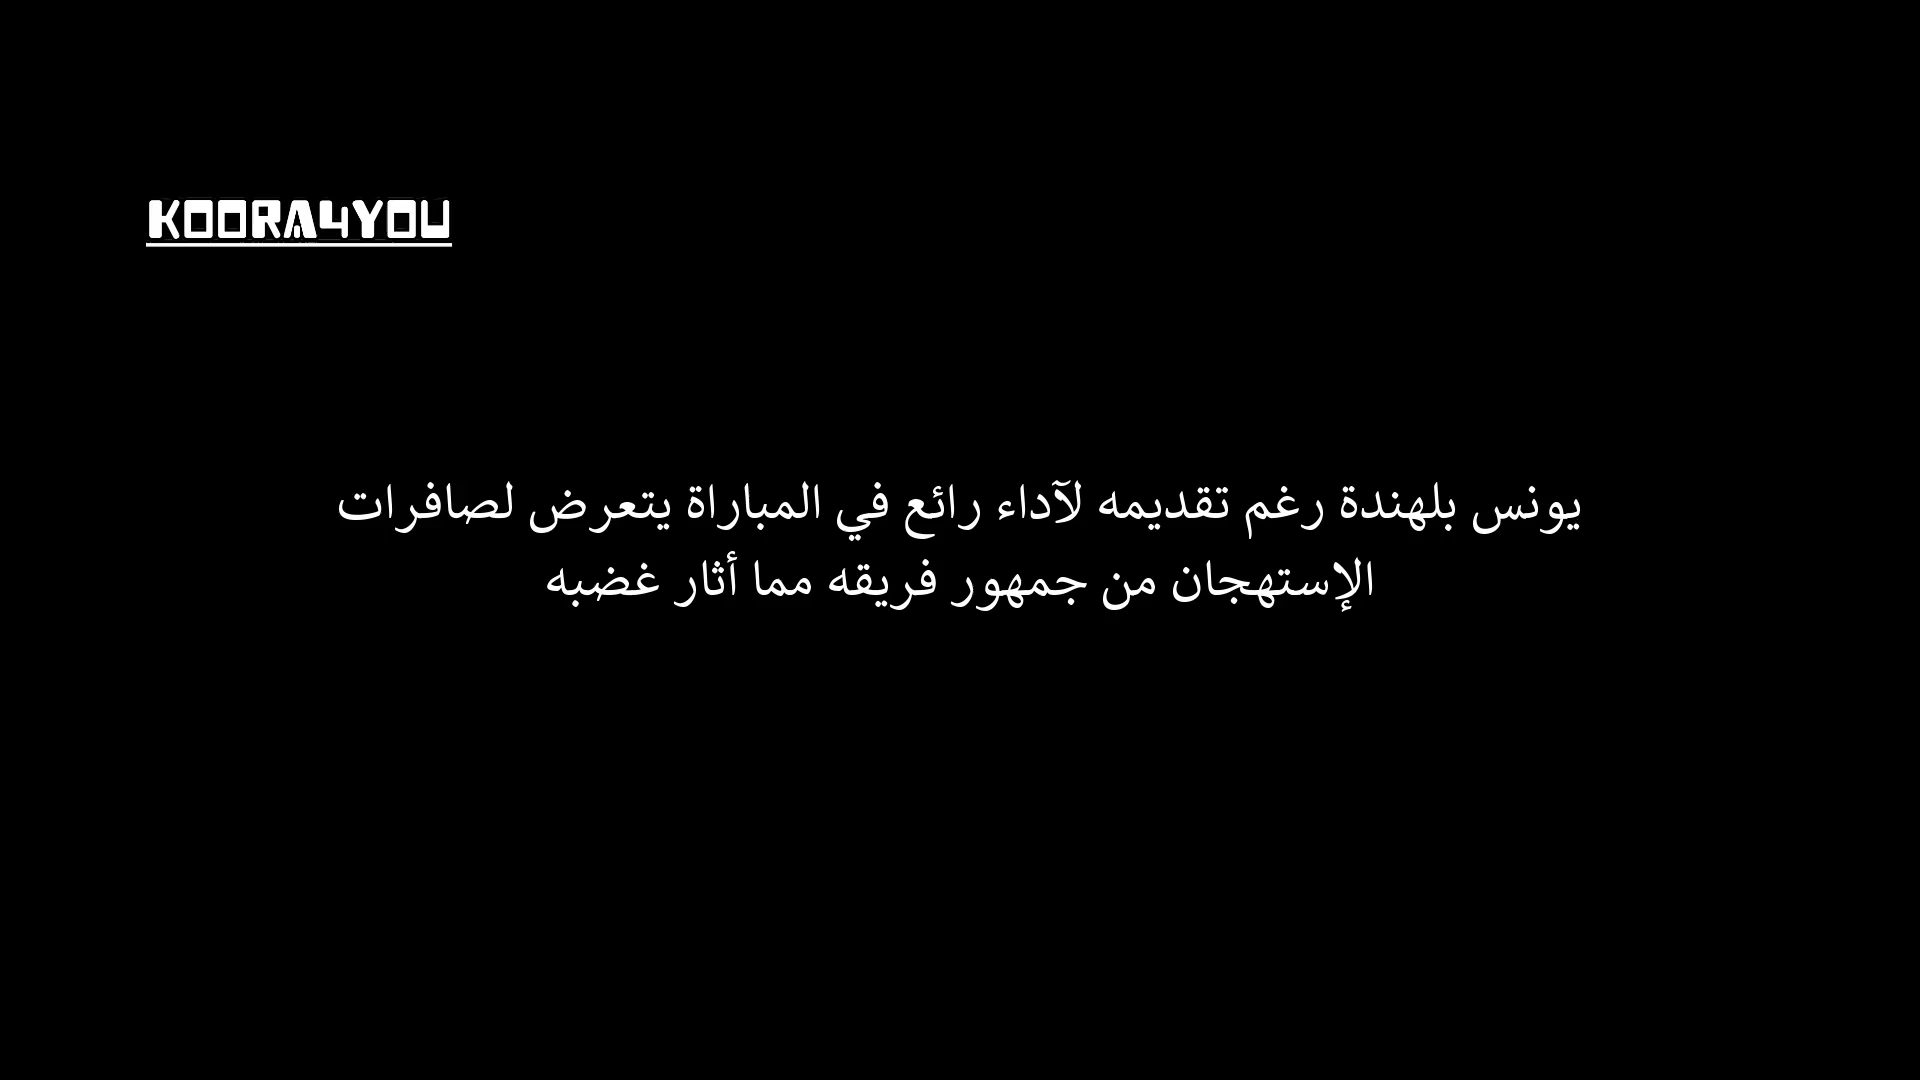 KOORA4YOU
يونس بلهندة رغم تقديمه لآداء رائع في المباراة يتعرض لصافرات
الإستهجان من جمهور فريقه مما أثار غضبه